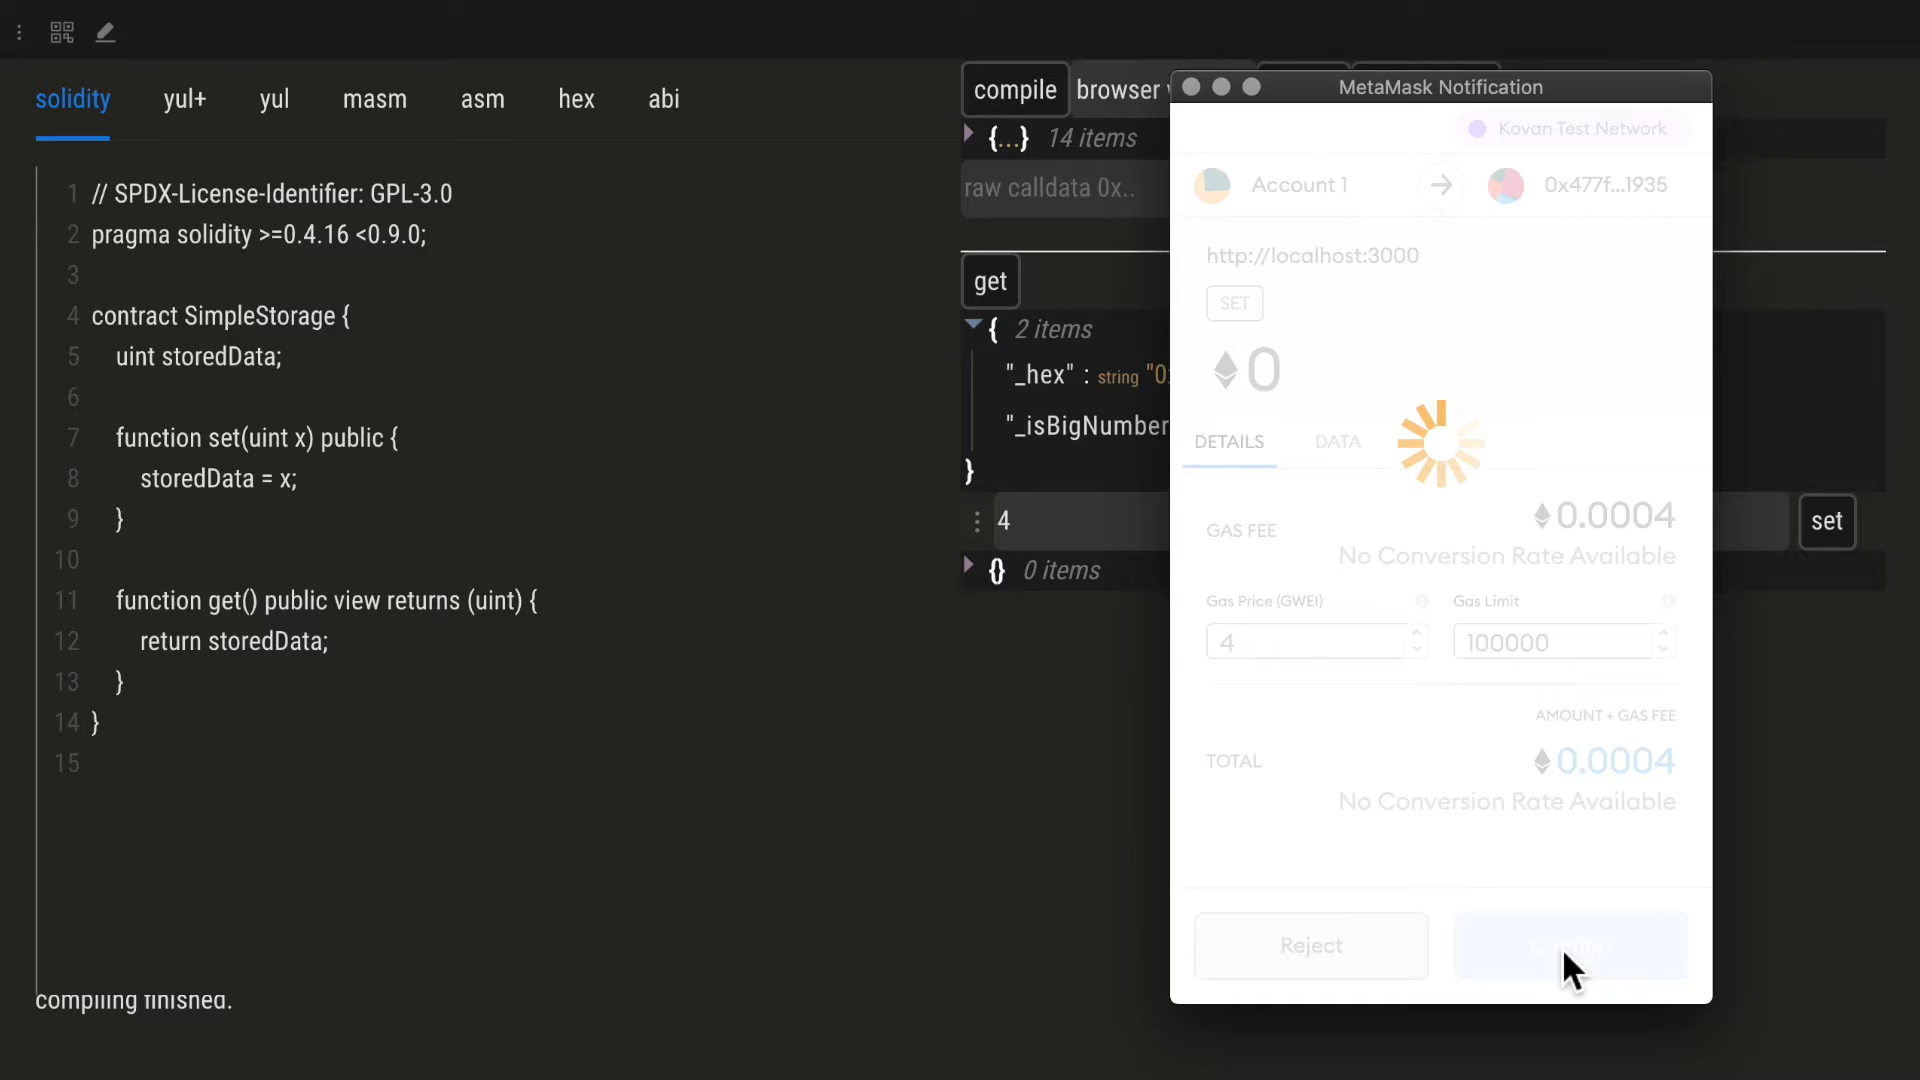 solidity yul+ yul masm asm hex abi
1 // SPDX-License-Identifier: GPL-3.0
2 pragma solidity >=0.4.16 <0.9.0;
3
4 contract SimpleStorage {
5 uint storedData;
6
7 function set(uint x) public {
8 storedData = x;
9 }
10
11 function get() public view returns (uint) {
12 return storedData;
13 }
14 }
15
compiling finished.
compile browser
{...} 14 items
raw calldata 0x..
get
{ 2 items
"_hex" : string "0
"_isBigNumber
}
4
set
{} 0 items
MetaMask Notification
Kovan Test Network
Account 1 0x477f...1935
http://localhost:3000
SET
0
DETAILS DATA
GAS FEE 0.0004
No Conversion Rate Available
Gas Price (GWEI) Gas Limit
4 100000
AMOUNT + GAS FEE
TOTAL 0.0004
No Conversion Rate Available
Reject